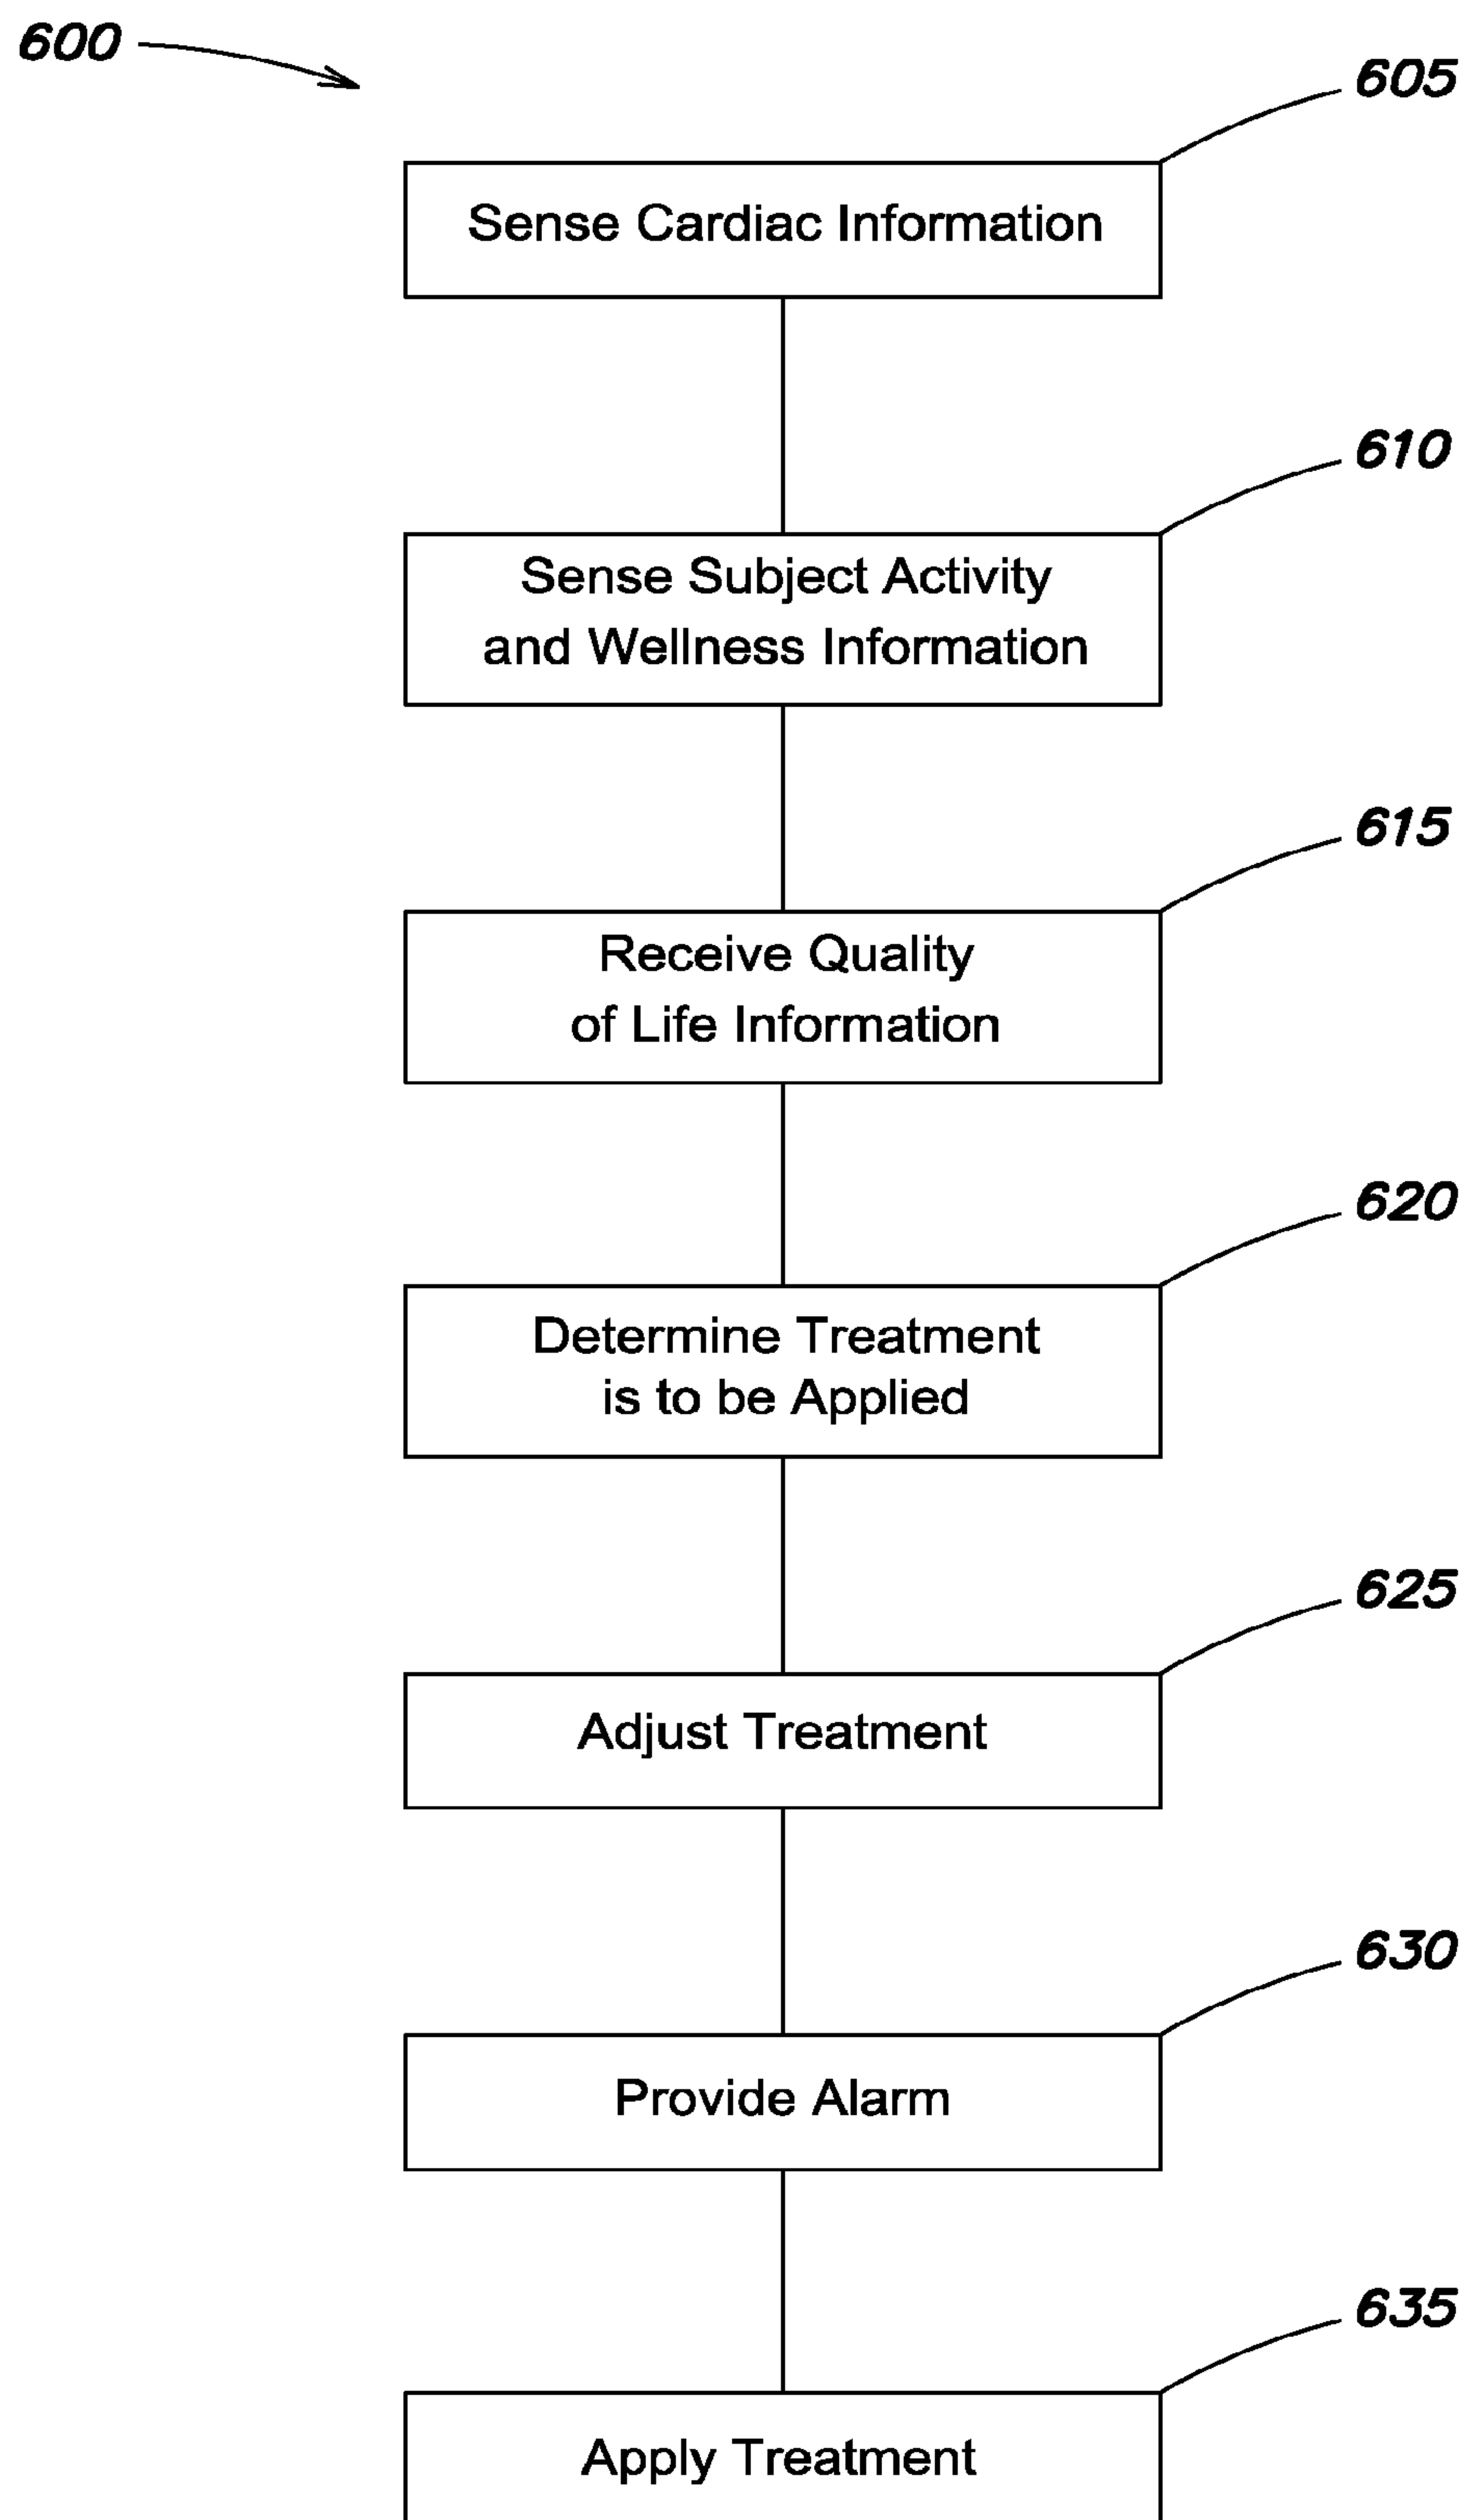 600
605
Sense Cardiac Information
610
Sense Subject Activity
and Wellness Information
615
Receive Quality
of Life Information
620
Determine Treatment
is to be Applied
625
Adjust Treatment
630
Provide Alarm
635
Apply Treatment